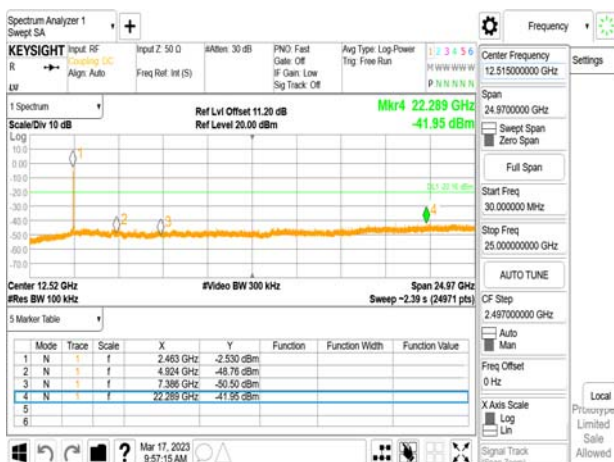 Spectrum Analyzer 1
Swept SA
Frequency
KEYSIGHT
Input: RF
Coupling: DC
Align: Auto
Input Z: 50 Ω
Freq Ref: Int (S)
#Atten: 30 dB
PNO: Fast
Gate: Off
IF Gain: Low
Sig Track: Off
Avg Type: Log-Power
Trig: Free Run
1 2 3 4 5 6
M W W W W W
P N N N N N
R
1 Spectrum
Scale/Div 10 dB
Log
Ref Lvl Offset 11.20 dB
Ref Level 20.00 dBm
Mkr4 22.289 GHz
-41.95 dBm
10.0
0.00
-10.0
-20.0
-30.0
-40.0
-50.0
-60.0
-70.0
1
2
3
4
Center 12.52 GHz
#Res BW 100 kHz
#Video BW 300 kHz
Span 24.97 GHz
Sweep ~2.39 s (24971 pts)
5 Marker Table
Mode Trace Scale X Y Function Function Width Function Value
1 N 1 f 2.463 GHz -2.530 dBm
2 N 1 f 4.924 GHz -48.76 dBm
3 N 1 f 7.386 GHz -50.50 dBm
4 N 1 f 22.289 GHz -41.95 dBm
5
6
Mar 17, 2023
9:57:15 AM
Center Frequency
12.515000000 GHz
Span
24.9700000 GHz
Swept Span
Zero Span
Full Span
Start Freq
30.000000 MHz
Stop Freq
25.000000000 GHz
AUTO TUNE
CF Step
2.497000000 GHz
Auto
Man
Freq Offset
0 Hz
X Axis Scale
Log
Lin
Signal Track
Settings
Local
Prototype
Limited
Sale
Allowed